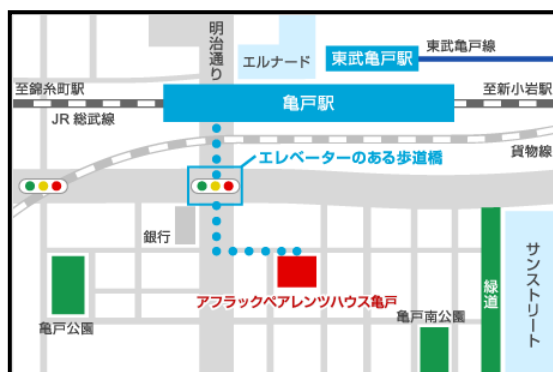 明治通り
エルナード
東武亀戸駅
東武亀戸線
至錦糸町駅
亀戸駅
至新小岩駅
JR 総武線
エレベーターのある歩道橋
貨物線
銀行
アフラックペアレンツハウス亀戸
緑道
サンストリート
亀戸公園
亀戸南公園